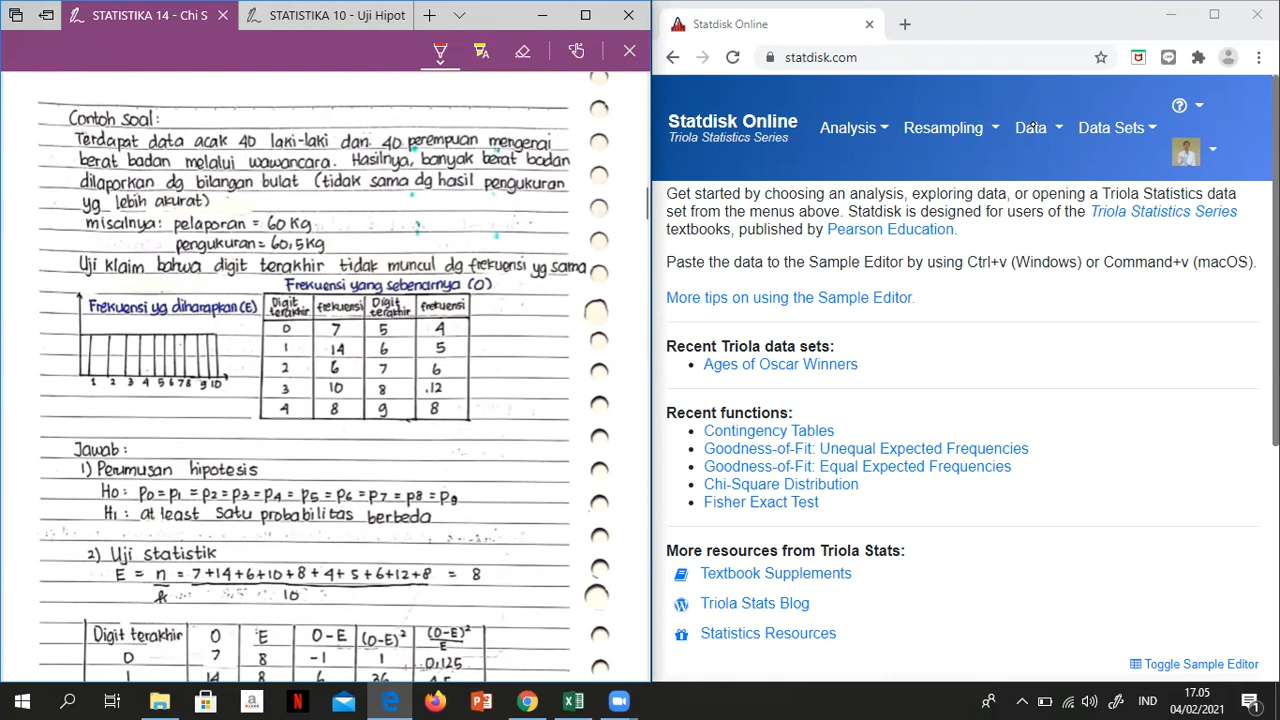 STATISTIKA 14 - Chi S
STATISTIKA 10 - Uji Hipot
Contoh soal:
Terdapat data acak 40 laki-laki dan 40 perempuan mengenai
berat badan melalui wawancara. Hasilnya, banyak berat badan
dilaporkan dg bilangan bulat (tidak sama dg hasil pengukuran
yg lebih akurat)
misalnya: pelaporan = 60 Kg
pengukuran = 60,5 Kg
Uji klaim bahwa digit terakhir tidak muncul dg frekuensi yg sama
Frekuensi yang sebenarnya (O)
Frekuensi yg diharapkan (E)
1 2 3 4 5 6 7 8 9 10
Digit terakhir frekuensi Digit terakhir frekuensi
0 7 5 4
1 14 6 5
2 6 7 6
3 10 8 12
4 8 9 8
Jawab:
1) Perumusan hipotesis
H0: p0 = p1 = p2 = p3 = p4 = p5 = p6 = p7 = p8 = p9
H1: at least satu probabilitas berbeda
2) Uji statistik
E = n = 7+14+6+10+8+4+5+6+12+8 = 8
k 10
Digit terakhir O E O-E (O-E)² (O-E)²
E
0 7 8 -1 1 0,125
1 14 8 6 36 4,5
Statdisk Online
statdisk.com
Statdisk Online
Triola Statistics Series
Analysis Resampling Data Data Sets
Get started by choosing an analysis, exploring data, or opening a Triola Statistics data
set from the menus above. Statdisk is designed for users of the Triola Statistics Series
textbooks, published by Pearson Education.
Paste the data to the Sample Editor by using Ctrl+v (Windows) or Command+v (macOS).
More tips on using the Sample Editor.
Recent Triola data sets:
Ages of Oscar Winners
Recent functions:
Contingency Tables
Goodness-of-Fit: Unequal Expected Frequencies
Goodness-of-Fit: Equal Expected Frequencies
Chi-Square Distribution
Fisher Exact Test
More resources from Triola Stats:
Textbook Supplements
Triola Stats Blog
Statistics Resources
Toggle Sample Editor
IND
17.05
04/02/2021